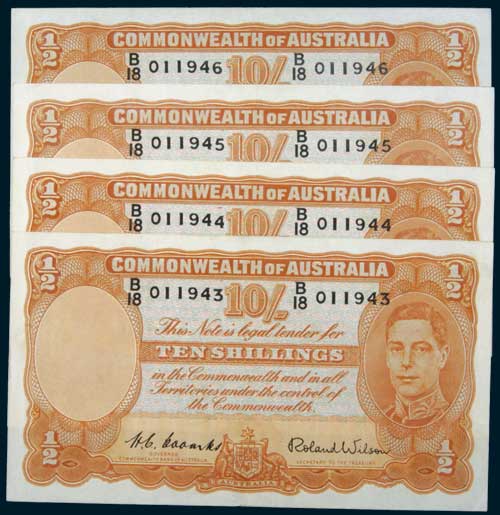 ½ COMMONWEALTH OF AUSTRALIA ½
B/18 011946 10/- B/18 011946
½ COMMONWEALTH OF AUSTRALIA ½
B/18 011945 10/- B/18 011945
½ COMMONWEALTH OF AUSTRALIA ½
B/18 011944 10/- B/18 011944
½ COMMONWEALTH OF AUSTRALIA ½
B/18 011943 10/- B/18 011943
This Note is legal tender for
TEN SHILLINGS
in the Commonwealth and in all
Territories under the control of
the Commonwealth.
Roland Wilson
GOVERNOR
COMMONWEALTH BANK OF AUSTRALIA
SECRETARY TO THE TREASURY
½ AUSTRALIA ½